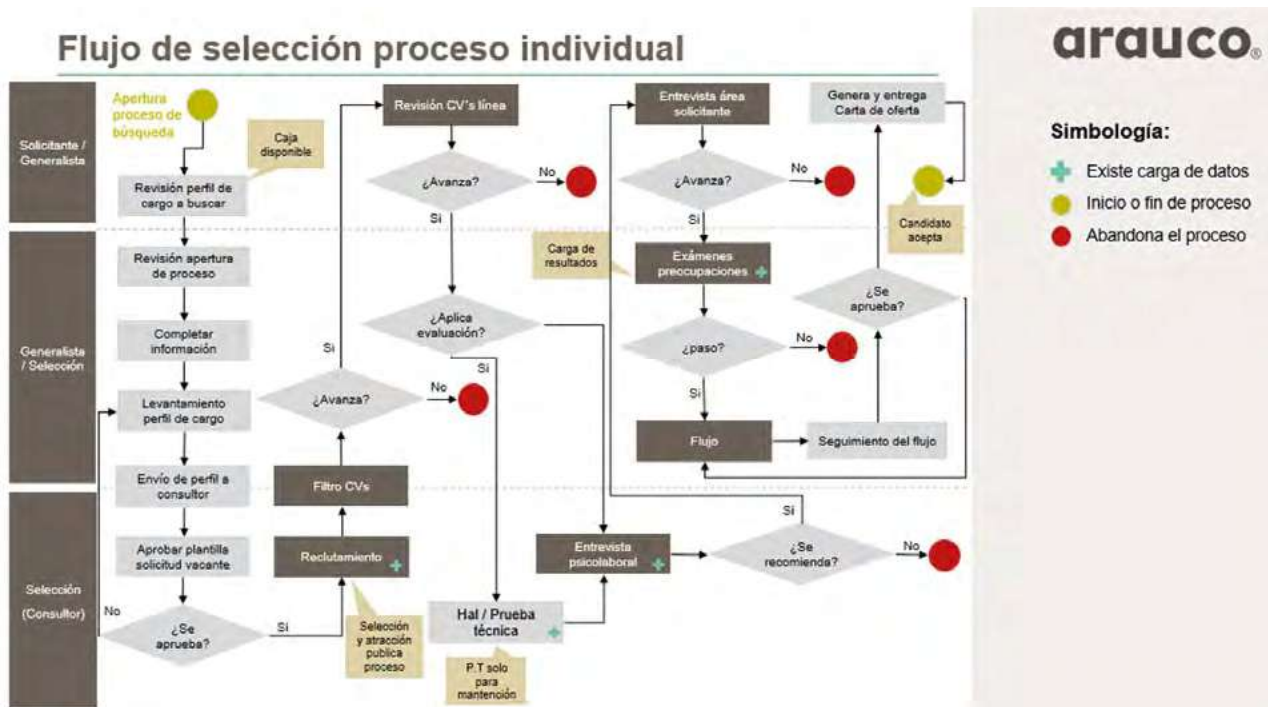 Flujo de selección proceso individual
arauco®
Simbología:
Existe carga de datos
Inicio o fin de proceso
Abandona el proceso
Solicitante /
Generalista
Generalista
/ Selección
Selección
(Consultor)
Apertura
proceso de
búsqueda
Caja
disponible
Revisión perfil de
cargo a buscar
Revisión apertura
de proceso
Completar
información
Levantamiento
perfil de cargo
Envío de perfil a
consultor
Aprobar plantilla
solicitud vacante
¿Se
aprueba?
No
Si
Reclutamiento
Selección
y atracción
publica
proceso
Filtro CVs
¿Avanza?
No
Si
Revisión CV's línea
¿Avanza?
No
Si
¿Aplica
evaluación?
Si
Hal / Prueba
técnica
P.T solo
para
mantención
Entrevista
psicolaboral
¿Se
recomienda?
No
Si
Entrevista área
solicitante
¿Avanza?
No
Si
Carga de
resultados
Exámenes
preocupaciones
¿paso?
No
Si
Flujo
Seguimiento del flujo
¿Se
aprueba?
Genera y entrega
Carta de oferta
Candidato
acepta